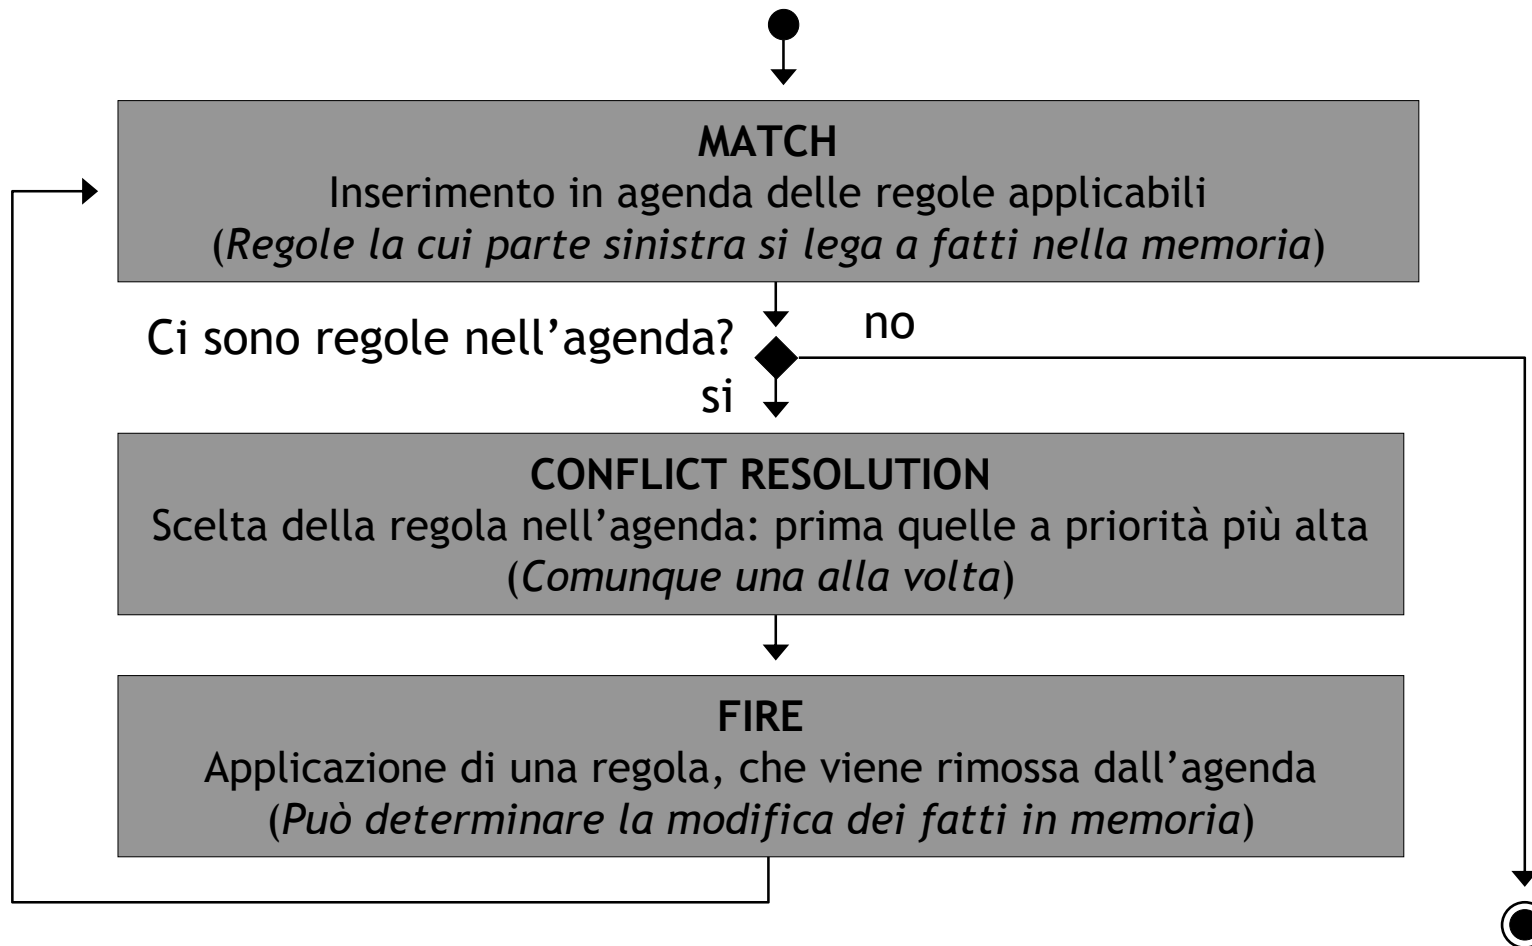 MATCH
Inserimento in agenda delle regole applicabili
(Regole la cui parte sinistra si lega a fatti nella memoria)
Ci sono regole nell’agenda?
no
si
CONFLICT RESOLUTION
Scelta della regola nell’agenda: prima quelle a priorità più alta
(Comunque una alla volta)
FIRE
Applicazione di una regola, che viene rimossa dall’agenda
(Può determinare la modifica dei fatti in memoria)